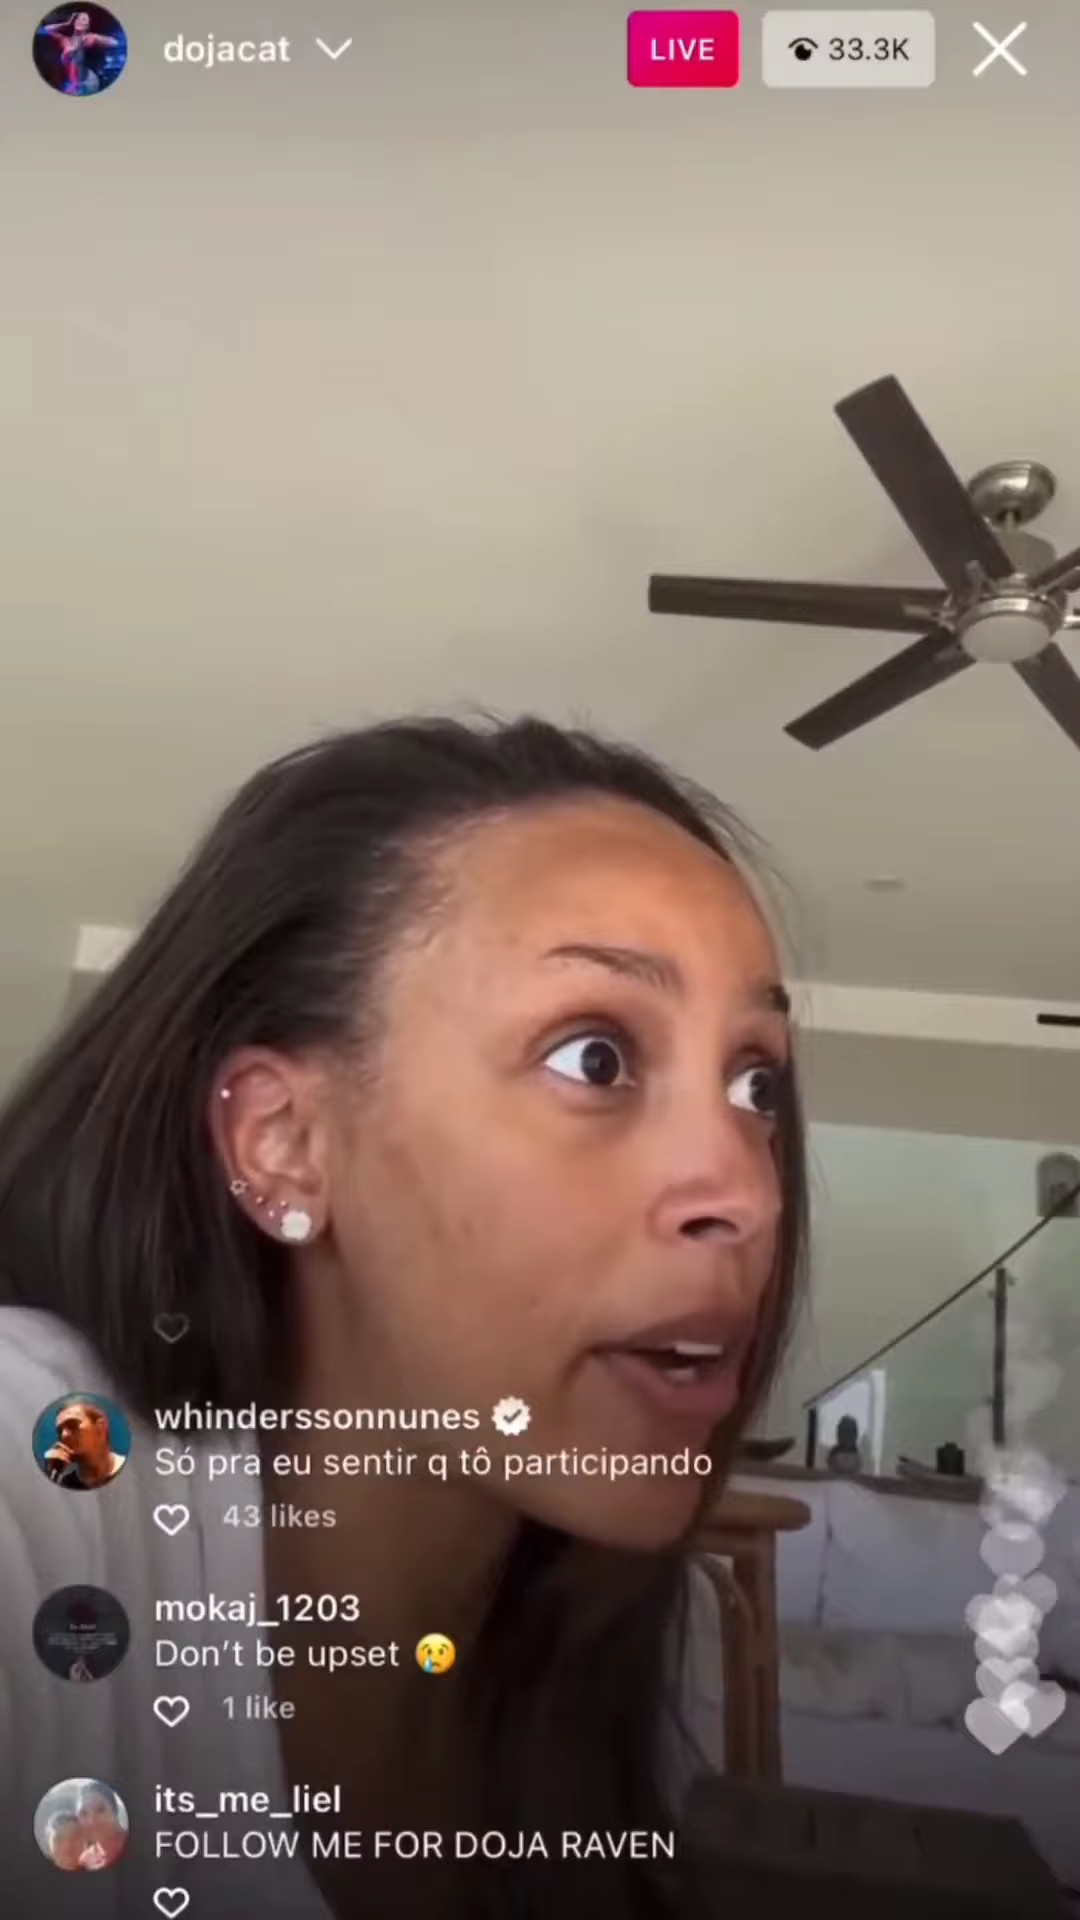 dojacat
LIVE
33.3K
whinderssonnunes
Só pra eu sentir q tô participando
43 likes
mokaj_1203
Don’t be upset 😢
1 like
its_me_liel
FOLLOW ME FOR DOJA RAVEN